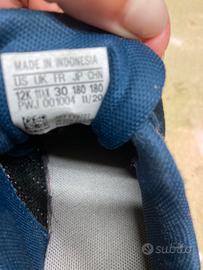 MADE IN INDONESIA
US UK FR JP CHN
12K 11½ 30 180 180
PWJ 001004 11/20
subito